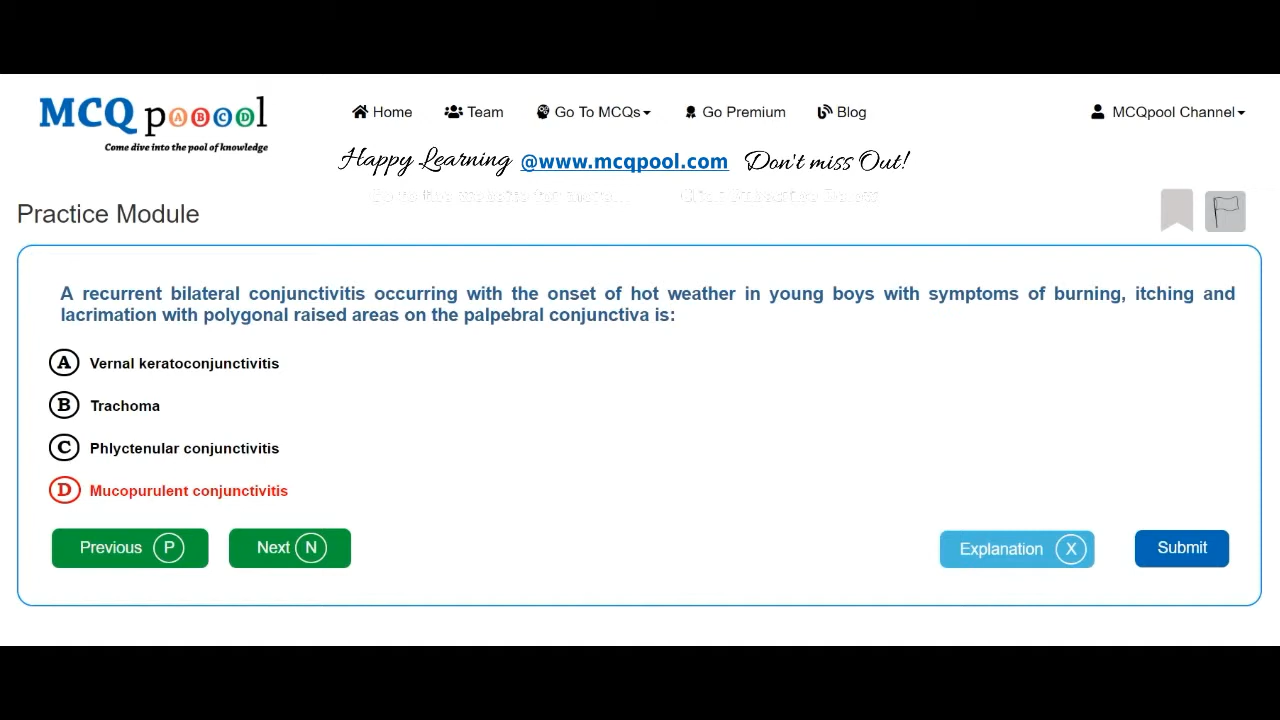 MCQ pooool
A B C D
Come dive into the pool of knowledge
Home Team Go To MCQs Go Premium Blog MCQpool Channel
Happy Learning @www.mcqpool.com Don't miss Out!
Practice Module
A recurrent bilateral conjunctivitis occurring with the onset of hot weather in young boys with symptoms of burning, itching and
lacrimation with polygonal raised areas on the palpebral conjunctiva is:
A Vernal keratoconjunctivitis
B Trachoma
C Phlyctenular conjunctivitis
D Mucopurulent conjunctivitis
Previous P Next N Explanation X Submit